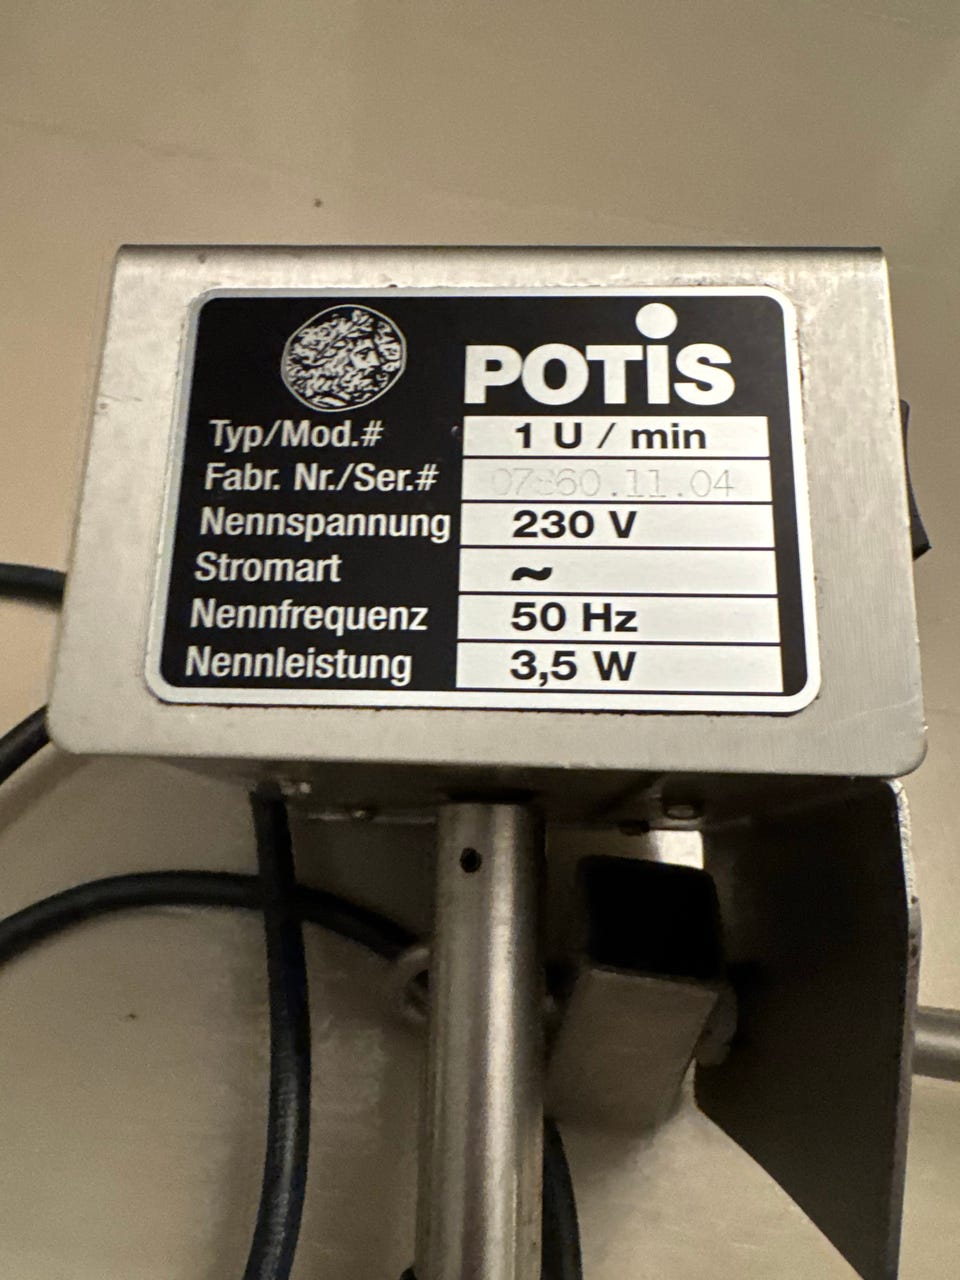 POTIS
Typ/Mod.# 1 U / min
Fabr. Nr./Ser.#
Nennspannung 230 V
Stromart ~
Nennfrequenz 50 Hz
Nennleistung 3,5 W